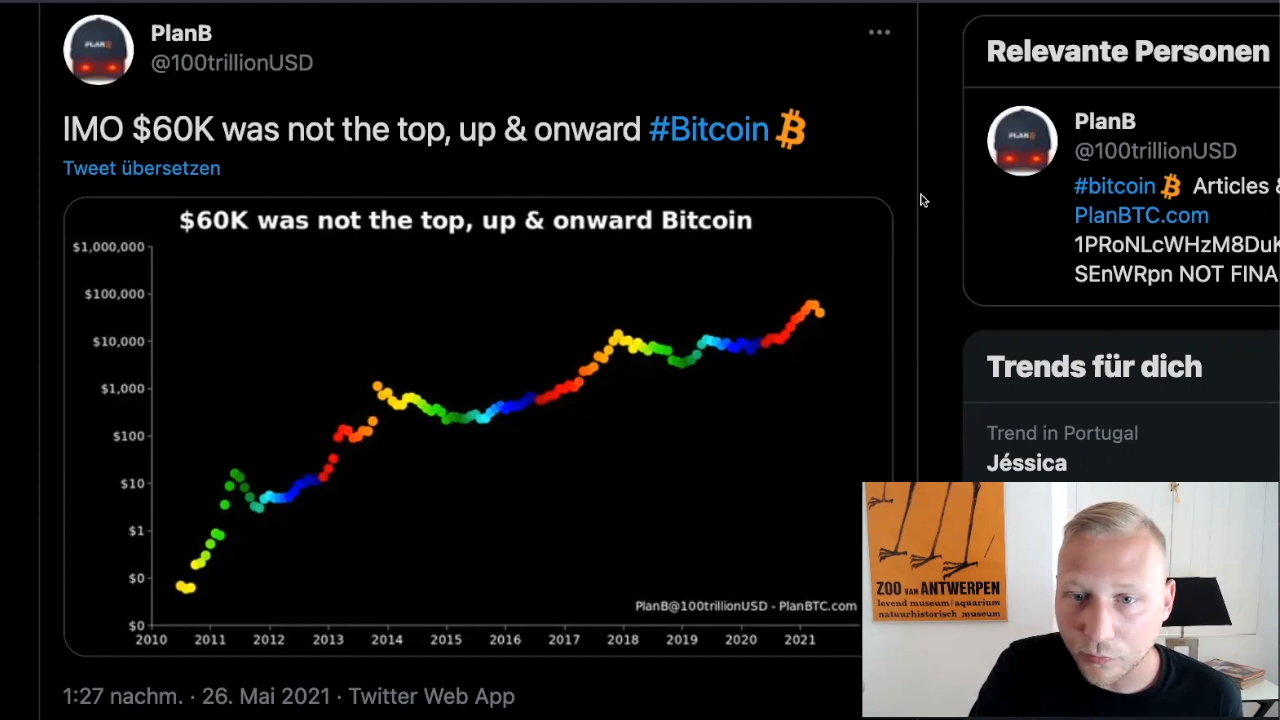 PlanB
@100trillionUSD
IMO $60K was not the top, up & onward #Bitcoin
Tweet übersetzen
$60K was not the top, up & onward Bitcoin
$1,000,000
$100,000
$10,000
$1,000
$100
$10
$1
$0
$0
2010 2011 2012 2013 2014 2015 2016 2017 2018 2019 2020 2021
PlanB@100trillionUSD - PlanBTC.com
1:27 nachm. · 26. Mai 2021 · Twitter Web App
Relevante Personen
PlanB
@100trillionUSD
#bitcoin Articles &
PlanBTC.com
1PRoNLcWHzM8DuK
SEnWRpn NOT FINA
Trends für dich
Trend in Portugal
Jéssica
ZOO VAN ANTWERPEN
levend museum/aquarium
natuurhistorisch museum